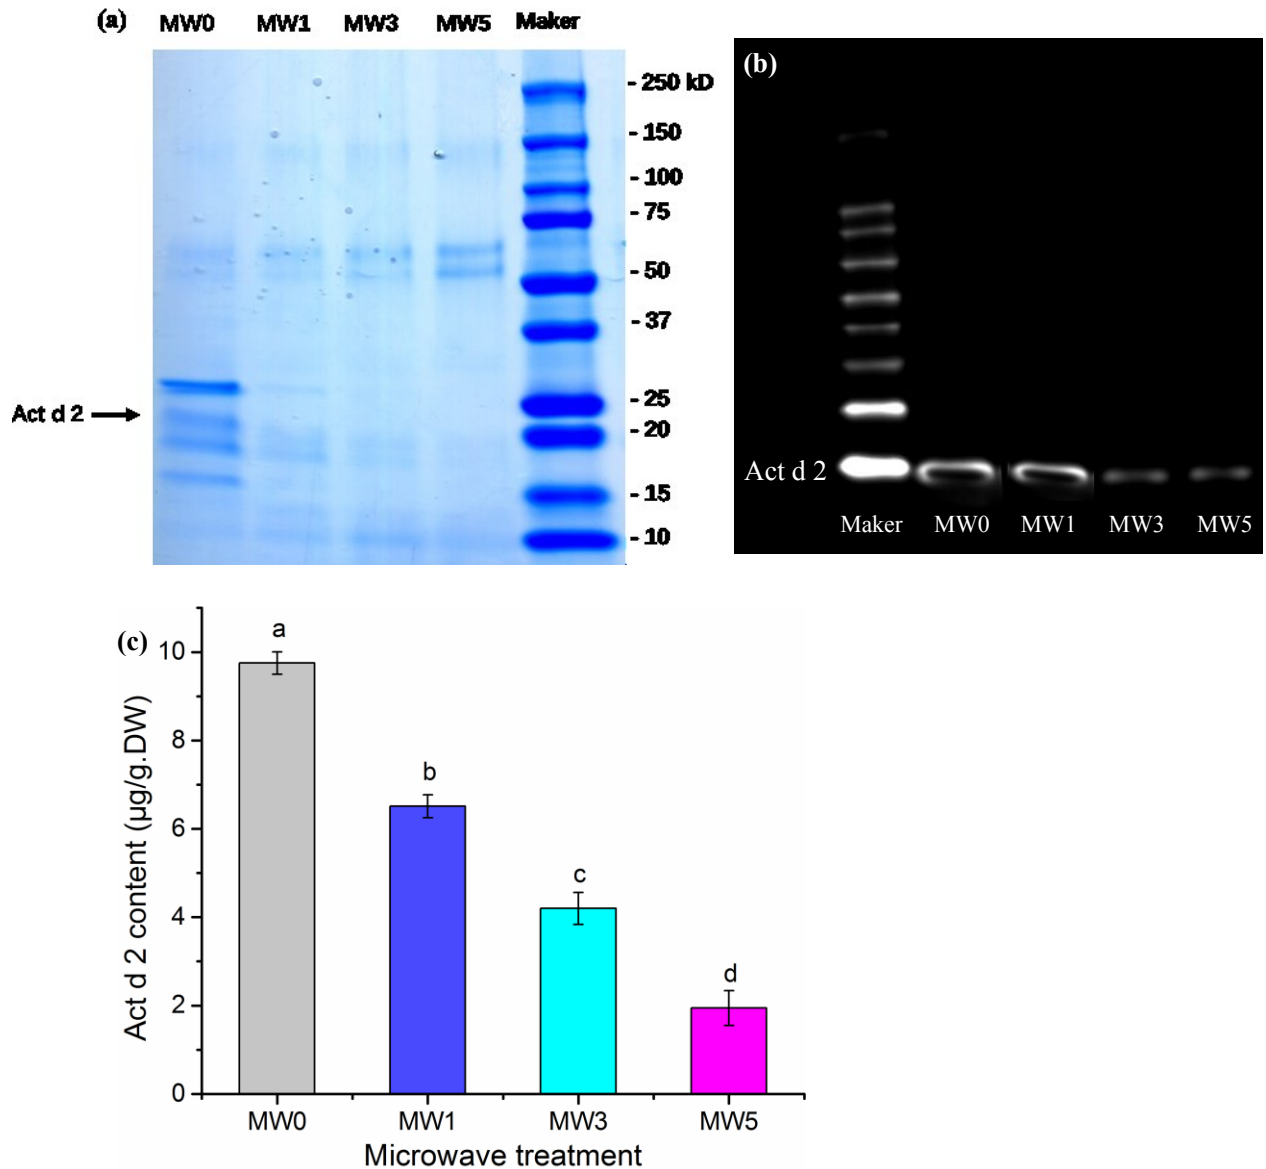 (a) MW0 MW1 MW3 MW5 Maker
- 250 kD
- 150
- 100
- 75
- 50
- 37
- 25
- 20
- 15
- 10
Act d 2
(b)
Act d 2
Maker MW0 MW1 MW3 MW5
(c)
a
b
c
d
10
8
6
4
2
0
Act d 2 content (μg/g.DW)
MW0 MW1 MW3 MW5
Microwave treatment